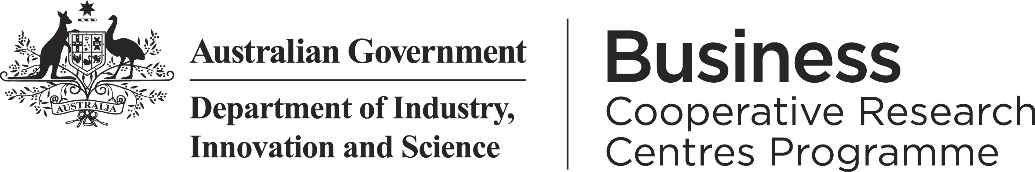 AUSTRALIA
Australian Government
Department of Industry,
Innovation and Science
Business
Cooperative Research
Centres Programme